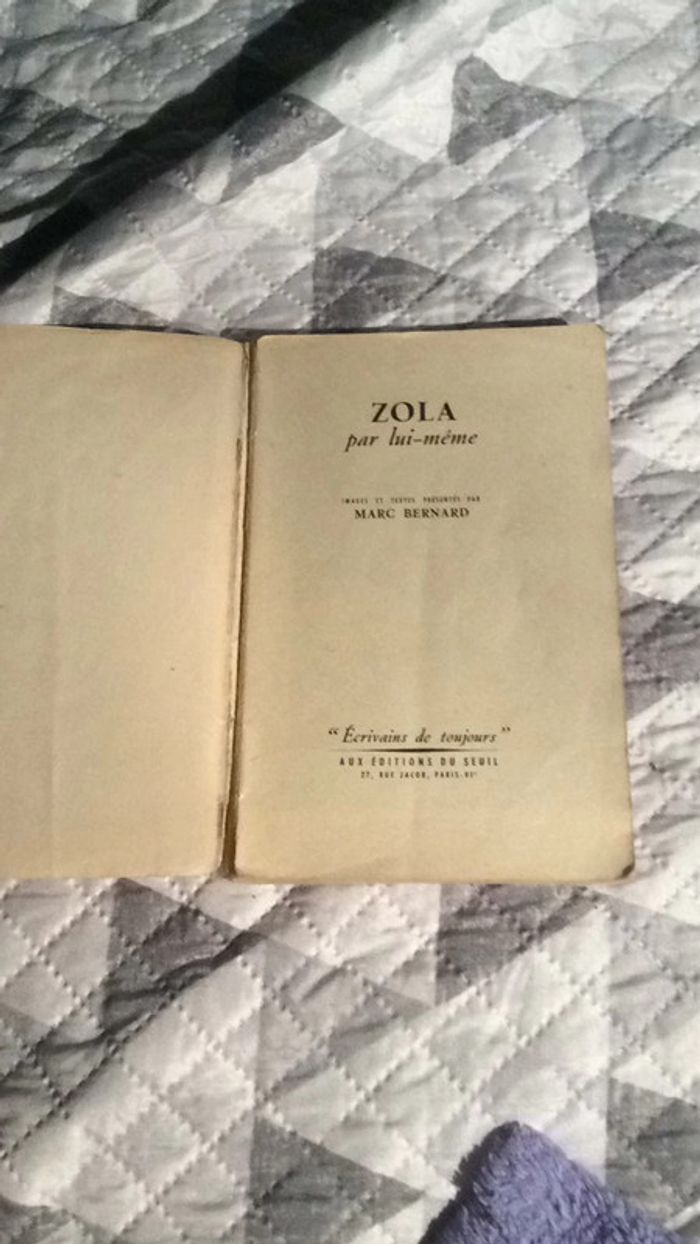 ZOLA
par lui-même
IMAGES ET TEXTES PRÉSENTÉS PAR
MARC BERNARD
“Écrivains de toujours”
AUX ÉDITIONS DU SEUIL
27, RUE JACOB, PARIS-VIe